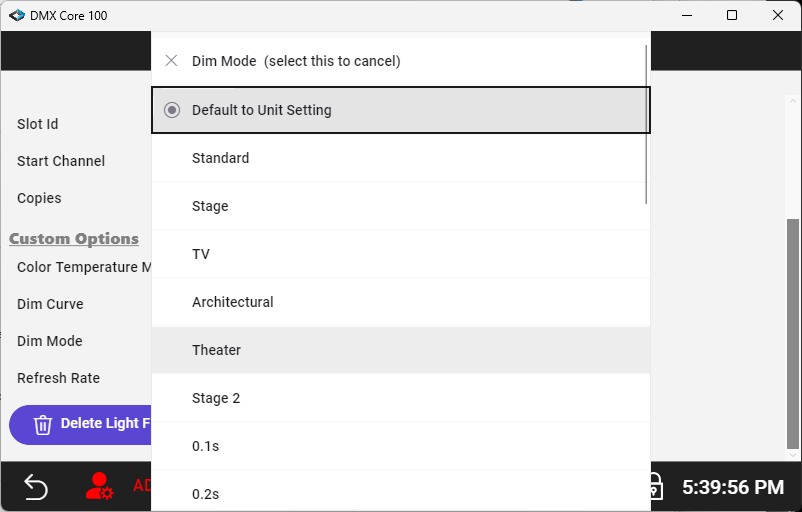 DMX Core 100
Dim Mode (select this to cancel)
Default to Unit Setting
Standard
Stage
TV
Architectural
Theater
Stage 2
0.1s
0.2s
Slot Id
Start Channel
Copies
Custom Options
Color Temperature M
Dim Curve
Dim Mode
Refresh Rate
Delete Light F
AD
5:39:56 PM